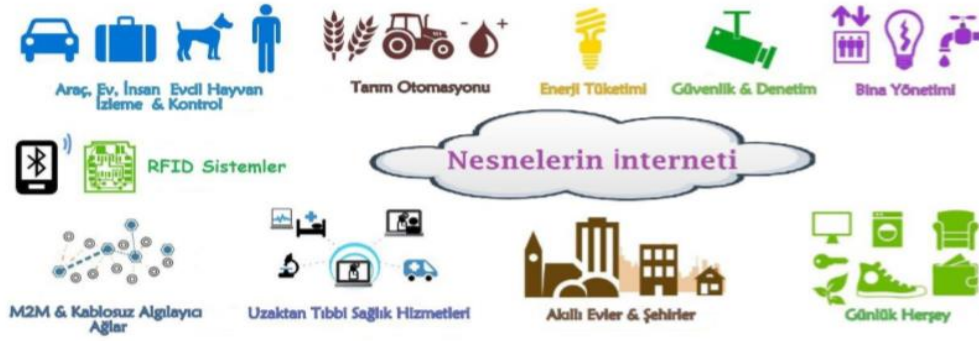 Araç, Ev, İnsan Evcil Hayvan
İzleme & Kontrol
Tarım Otomasyonu
- +
Enerji Tüketimi
Güvenlik & Denetim
Bina Yönetimi
RFID Sistemler
Nesnelerin İnterneti
M2M & Kablosuz Algılayıcı
Ağlar
Uzaktan Tıbbi Sağlık Hizmetleri
Akıllı Evler & Şehirler
Günlük Herşey